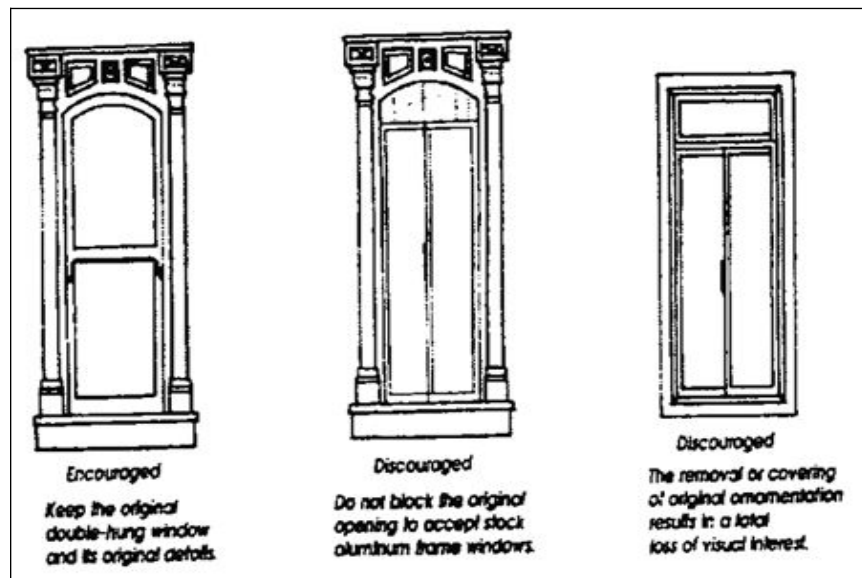 Encouraged
Keep the original
double-hung window
and its original details.
Discouraged
Do not block the original
opening to accept stock
aluminum frame windows.
Discouraged
The removal or covering
of original ornamentation
results in a total
loss of visual interest.